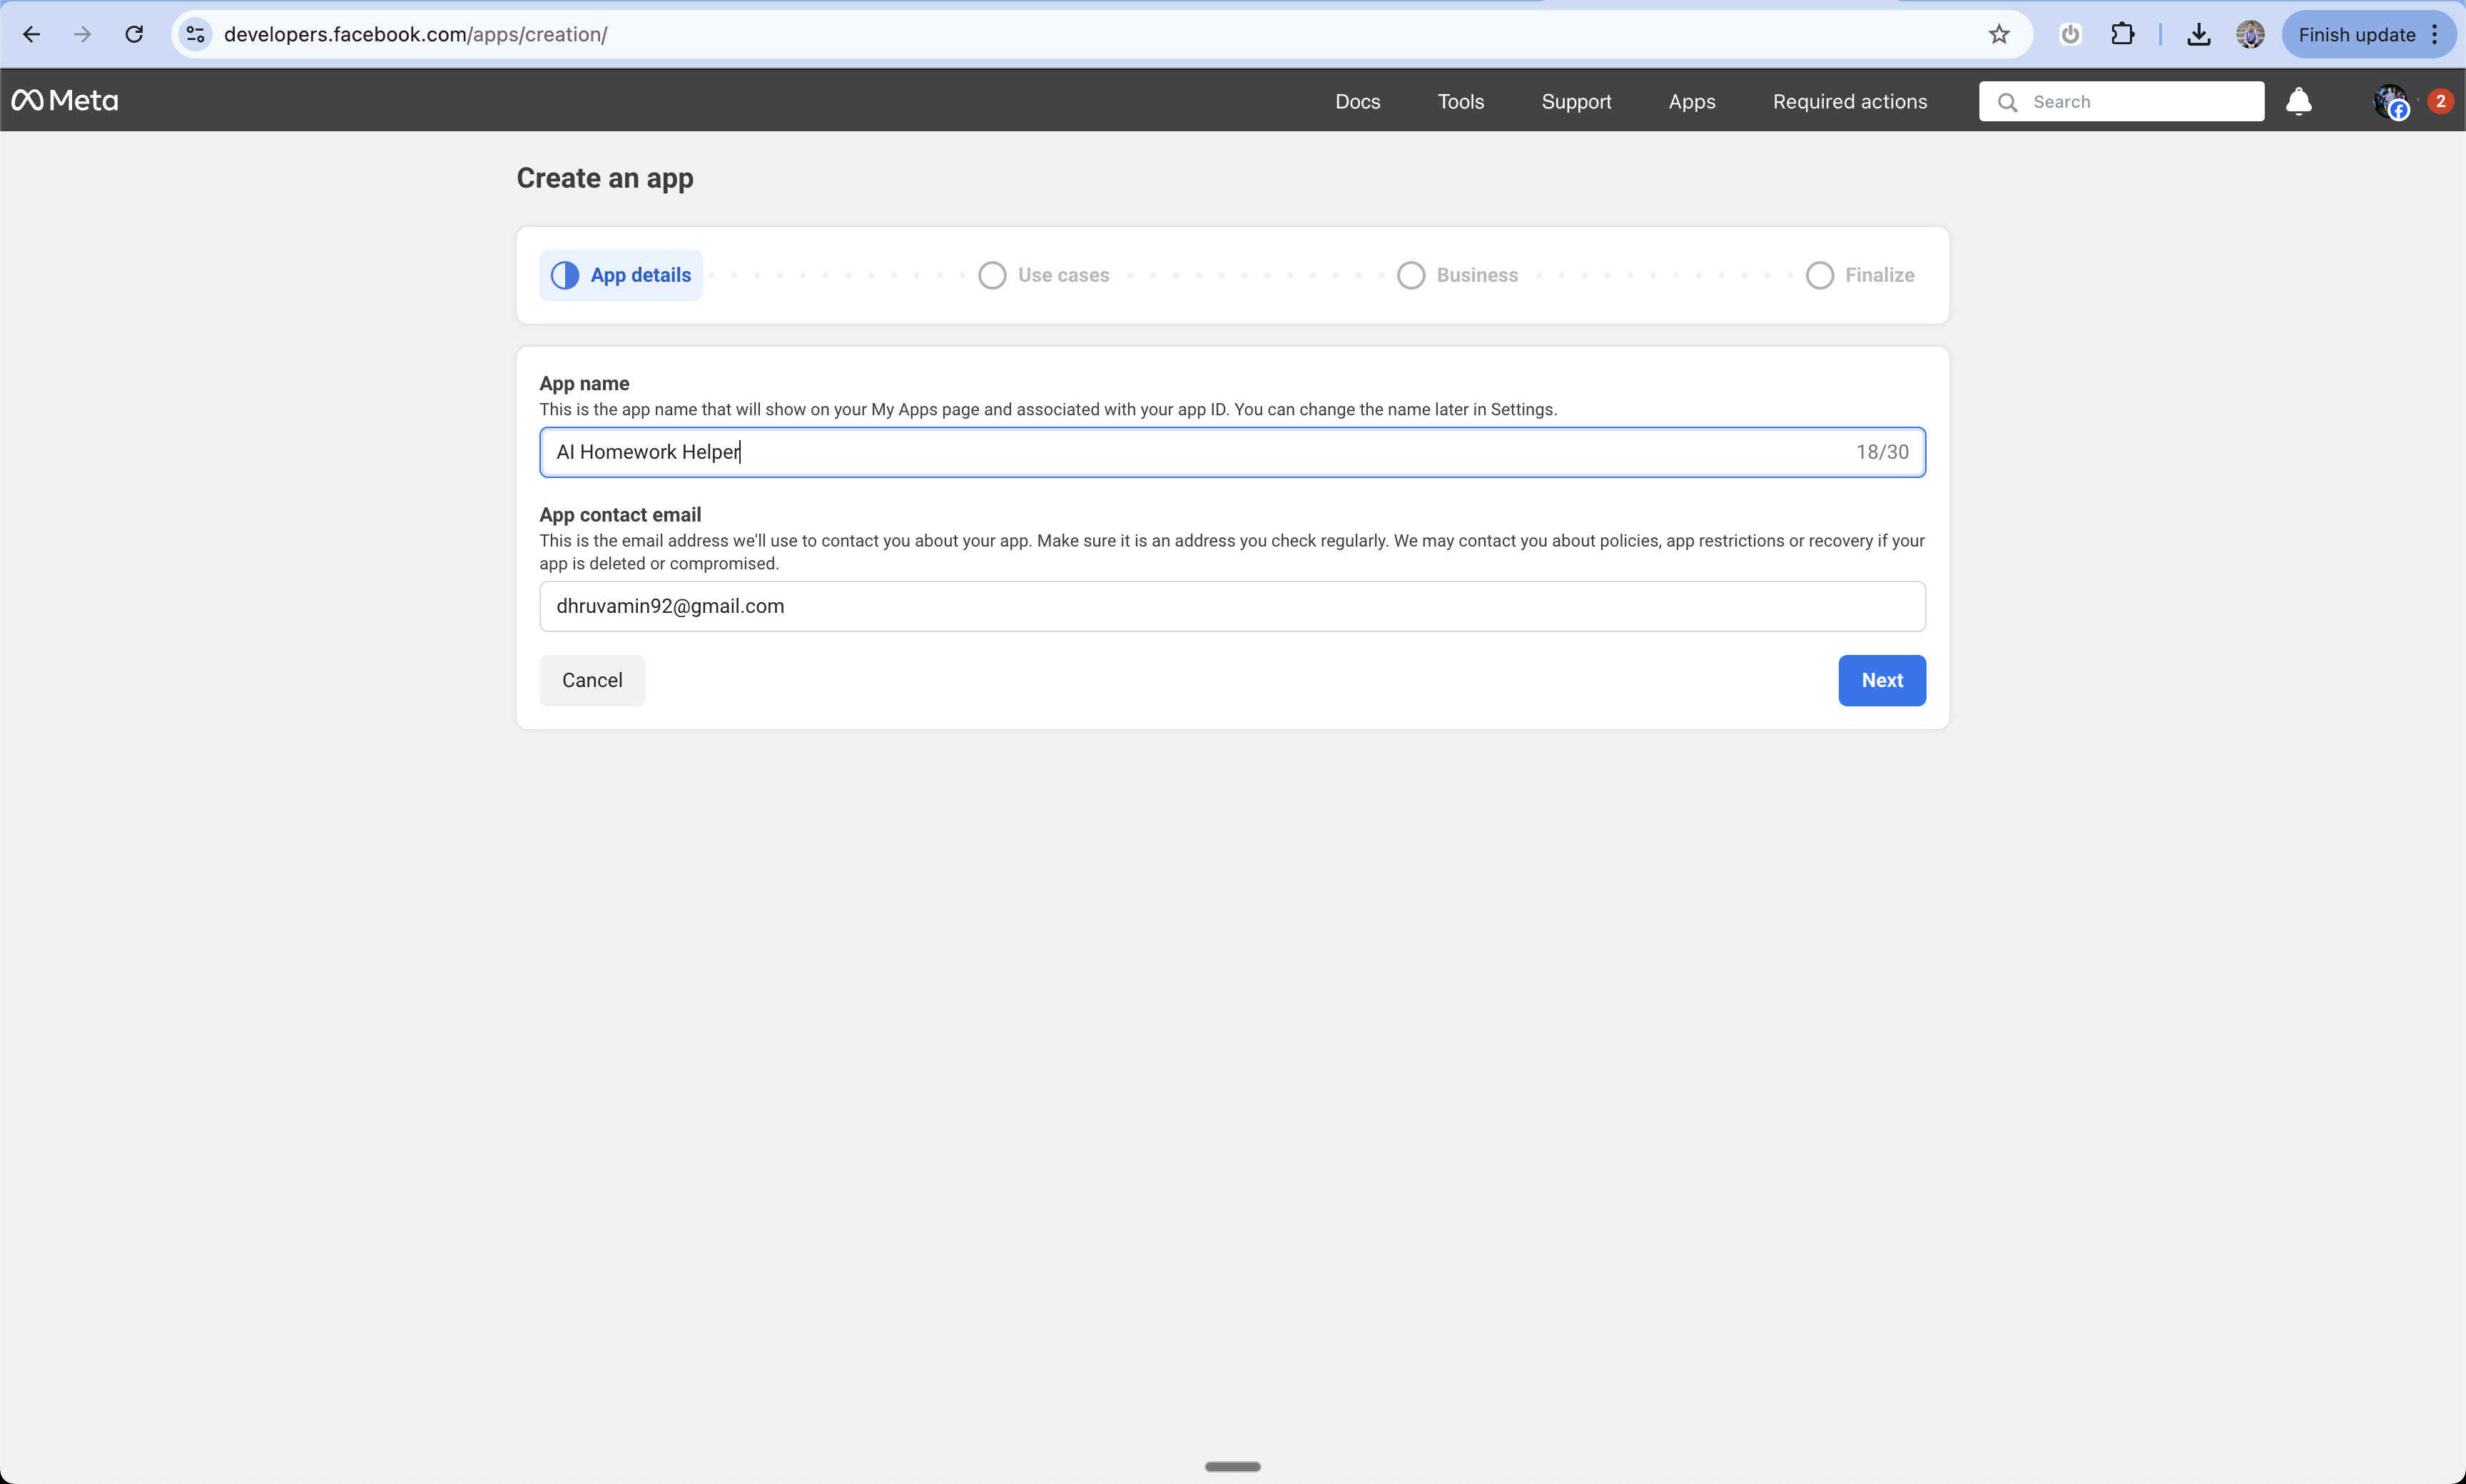 developers.facebook.com/apps/creation/
Finish update
Meta
Docs Tools Support Apps Required actions Search 2
Create an app
App details Use cases Business Finalize
App name
This is the app name that will show on your My Apps page and associated with your app ID. You can change the name later in Settings.
AI Homework Helper 18/30
App contact email
This is the email address we'll use to contact you about your app. Make sure it is an address you check regularly. We may contact you about policies, app restrictions or recovery if your
app is deleted or compromised.
dhruvamin92@gmail.com
Cancel Next